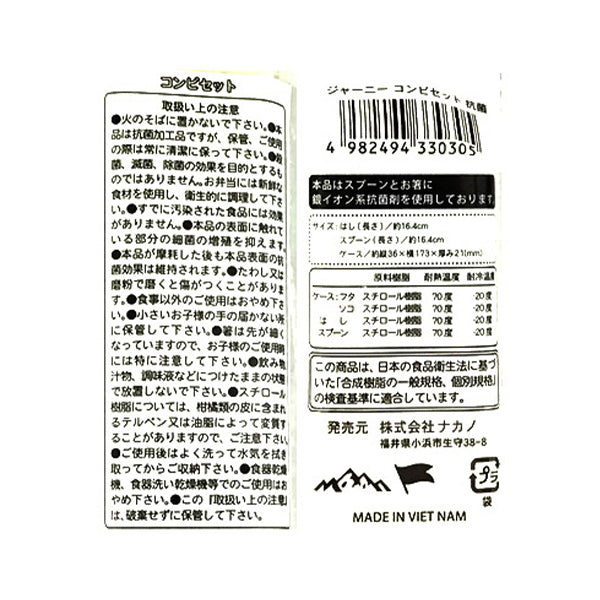 コンビセット
取扱い上の注意
●火のそばに置かないで下さい。●本
品は抗菌加工品ですが、保管、ご使用
の際は常に清潔に保って下さい。●殺
菌、滅菌、除菌の効果を目的とするも
のではありません。お弁当には新鮮な
食材を使用し、衛生的に調理して下さ
い。●すでに汚染された食品には効果
がありません。●本品の表面に触れて
いる部分の細菌の増殖を抑えます。
●本品が摩耗した後も本品表面の抗
菌効果は維持されます。●たわし又は
磨粉で磨くと傷がつくことがありま
す。●食事以外のご使用はおやめ下さ
い。●小さいお子様の手の届かない所
に保管して下さい。●箸は先が細く
なっていますので、お子様のご使用時
には特に注意して下さい。●飲み物、
汁物、調味液などにつけたままの状態
で放置しないで下さい。●スチロール
樹脂については、柑橘類の皮に含まれ
るテルペン又は油脂によって変質す
ることがありますので、ご注意下さい。
●ご使用後はよく洗って水気を拭き
取ってからご収納下さい。●食器乾燥
機、食器洗い乾燥機等でのご使用はお
やめ下さい。●この『取扱い上の注意』
は、破棄せずに保管して下さい。
ジャーニー コンビセット 抗菌
4 982494 330305
本品はスプーンとお箸に
銀イオン系抗菌剤を使用しております。
サイズ:はし(長さ)/約16.4cm
スプーン(長さ)/約16.4cm
ケース/約縦36×横173×厚み21(mm)
原料樹脂 耐熱温度 耐冷温度
ケース:フタ スチロール樹脂 70度 -20度
ソコ スチロール樹脂 70度 -20度
はし スチロール樹脂 70度 -20度
スプーン スチロール樹脂 70度 -20度
この商品は、日本の食品衛生法に基づ
いた「合成樹脂の一般規格、個別規格」
の検査基準に適合しています。
発売元 株式会社ナカノ
福井県小浜市生守38-8
プラ
袋
MADE IN VIET NAM